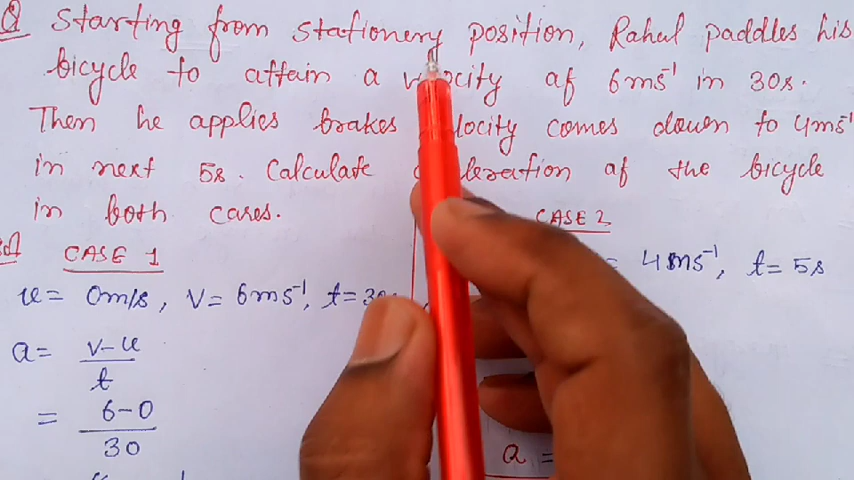 Q Starting from stationery position, Rahul paddles his
bicycle to attain a velocity of 6ms⁻¹ in 30s.
Then he applies brakes locity comes down to 4ms⁻¹
in next 5s. Calculate leration of the bicycle
in both cases.
CASE 1
u = 0m/s, v = 6ms⁻¹, t = 30
a = v-u
t
= 6-0
30
CASE 2
= 4ms⁻¹, t = 5s
a =